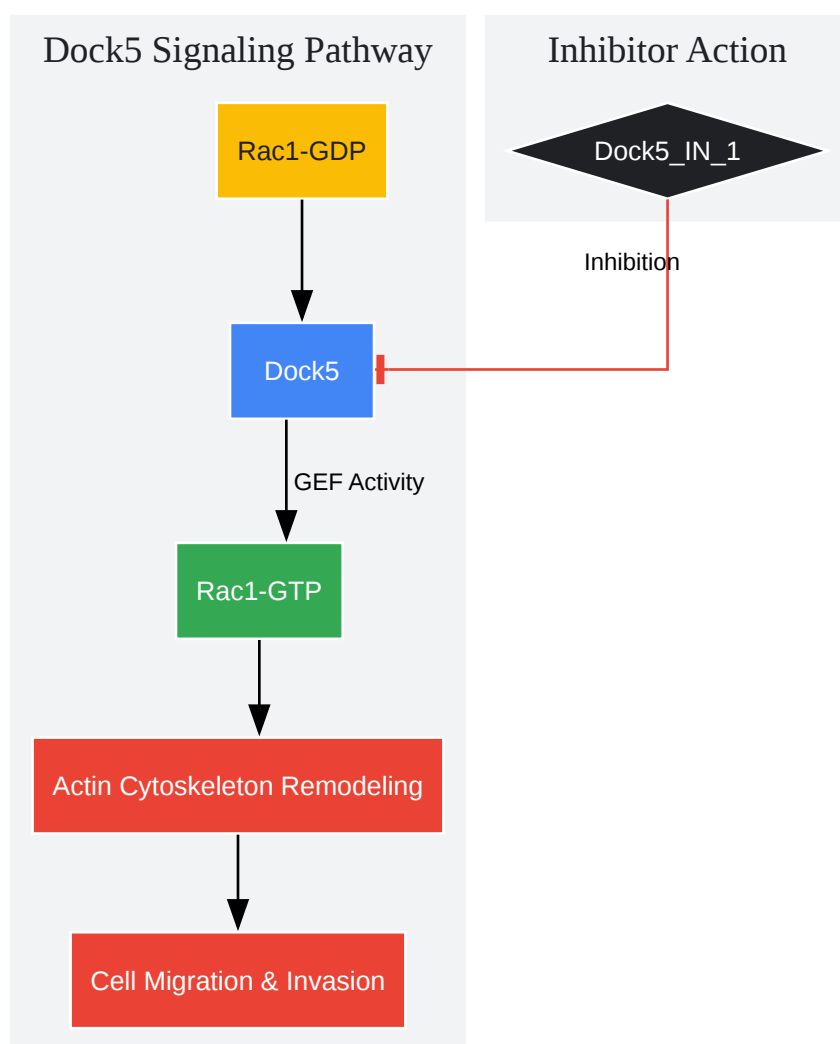 Dock5 Signaling Pathway
Inhibitor Action
Rac1-GDP
Dock5_IN_1
Inhibition
Dock5
GEF Activity
Rac1-GTP
Actin Cytoskeleton Remodeling
Cell Migration & Invasion